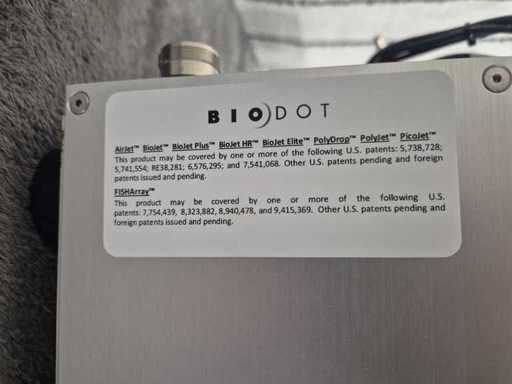 BIODOT
AirJet™ BioJet™ BioJet Plus™ BioJet HR™ BioJet Elite™ PolyDrop™ PolyJet™ PicoJet™
This product may be covered by one or more of the following U.S. patents: 5,738,728;
5,741,554; RE38,281; 6,576,295; and 7,541,068. Other U.S. patents pending and foreign
patents issued and pending.
FISHArray™
This product may be covered by one or more of the following U.S.
patents: 7,754,439, 8,323,882, 8,940,478, and 9,415,369. Other U.S. patents pending and
foreign patents issued and pending.